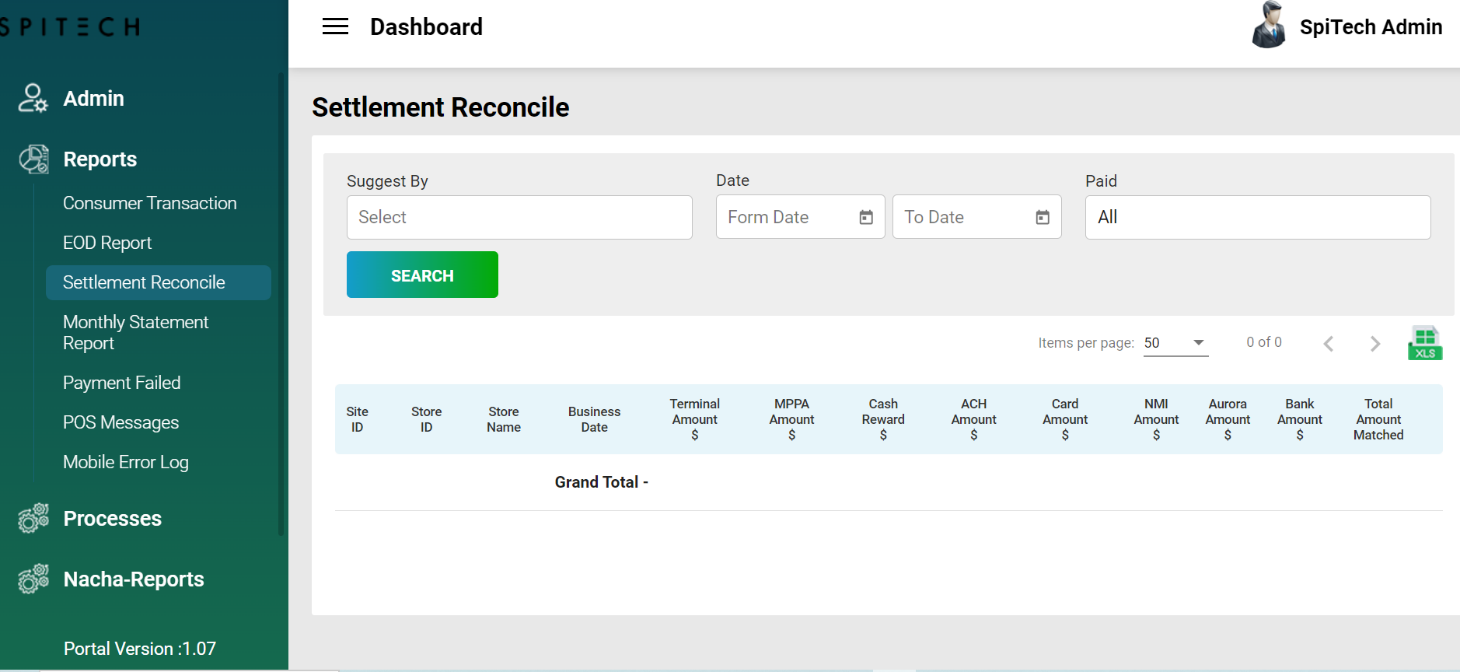 SPITECH
Dashboard
SpiTech Admin
Admin
Reports
Consumer Transaction
EOD Report
Settlement Reconcile
Monthly Statement
Report
Payment Failed
POS Messages
Mobile Error Log
Processes
Nacha-Reports
Portal Version :1.07
Settlement Reconcile
Suggest By
Date
Paid
Select
Form Date
To Date
All
SEARCH
Items per page: 50
0 of 0
XLS
Site
ID
Store
ID
Store
Name
Business
Date
Terminal
Amount
$
MPPA
Amount
$
Cash
Reward
$
ACH
Amount
$
Card
Amount
$
NMI
Amount
$
Aurora
Amount
$
Bank
Amount
$
Total
Amount
Matched
Grand Total -